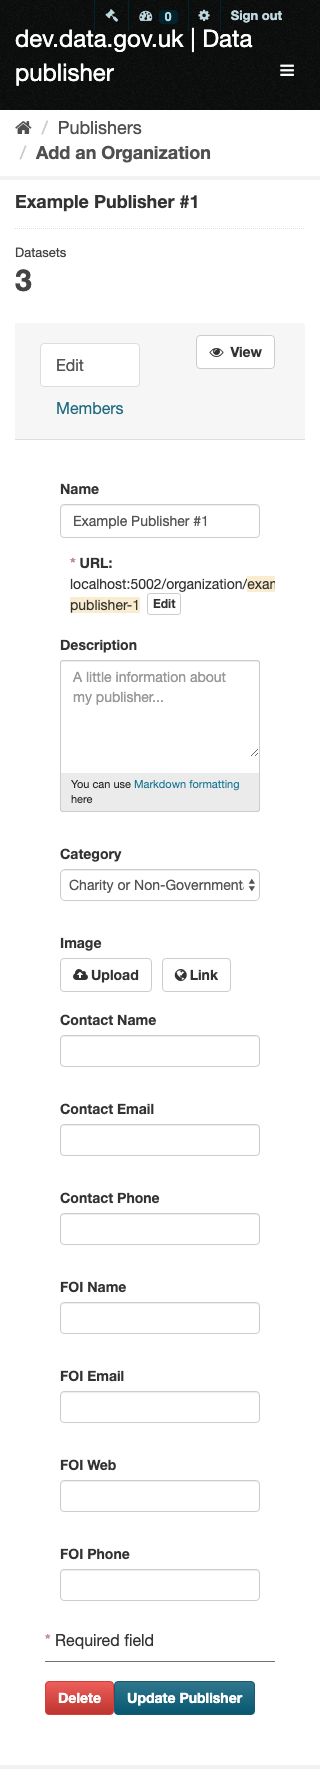 0 Sign out
dev.data.gov.uk | Data
publisher
/ Publishers
/ Add an Organization
Example Publisher #1
Datasets
3
Edit
View
Members
Name
Example Publisher #1
* URL:
localhost:5002/organization/exam
publisher-1 Edit
Description
A little information about
my publisher...
You can use Markdown formatting
here
Category
Charity or Non-Government
Image
Upload Link
Contact Name
Contact Email
Contact Phone
FOI Name
FOI Email
FOI Web
FOI Phone
* Required field
Delete Update Publisher